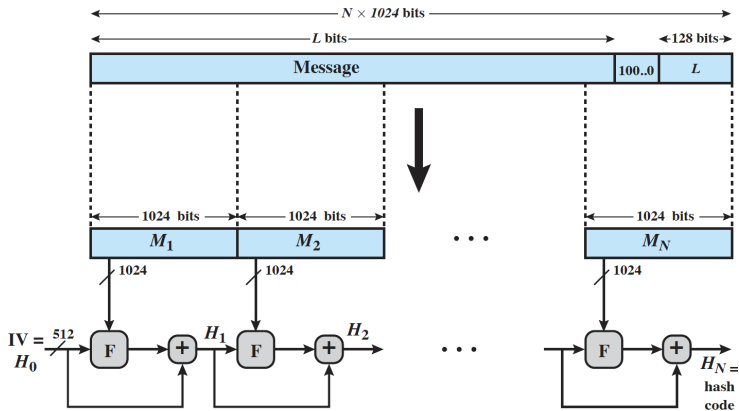 N × 1024 bits
L bits
128 bits
Message
100..0
L
1024 bits
1024 bits
1024 bits
M1
M2
• • •
MN
1024
1024
1024
IV =
H0
512
F
+
H1
F
+
H2
• • •
F
+
HN =
hash
code